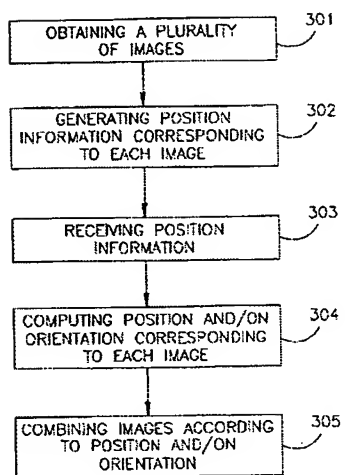 OBTAINING A PLURALITY
OF IMAGES
301
GENERATING POSITION
INFORMATION CORRESPONDING
TO EACH IMAGE
302
RECEIVING POSITION
INFORMATION
303
COMPUTING POSITION AND/ON
ORIENTATION CORRESPONDING
TO EACH IMAGE
304
COMBINING IMAGES ACCORDING
TO POSITION AND/ON
ORIENTATION
305